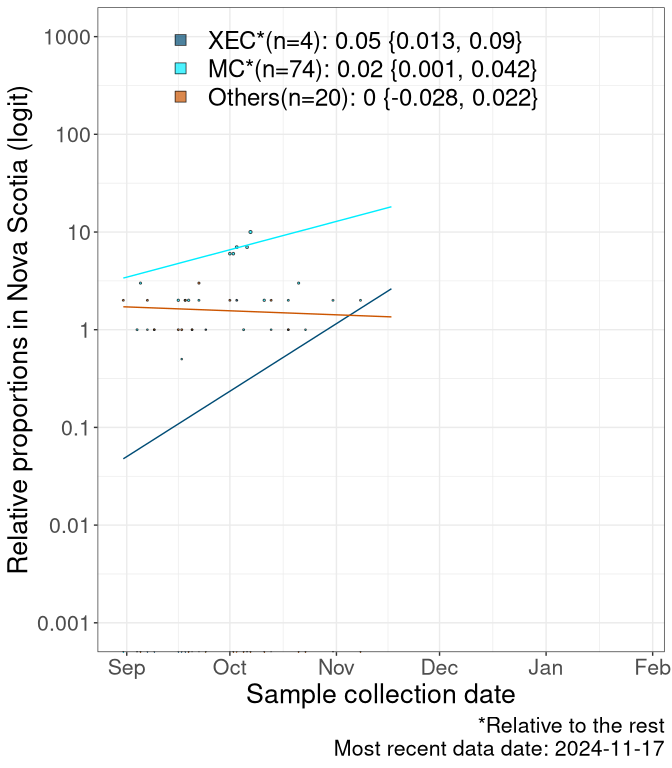 XEC*(n=4): 0.05 {0.013, 0.09}
MC*(n=74): 0.02 {0.001, 0.042}
Others(n=20): 0 {-0.028, 0.022}
Relative proportions in Nova Scotia (logit)
1000
100
10
1
0.1
0.01
0.001
Sep Oct Nov Dec Jan Feb
Sample collection date
*Relative to the rest
Most recent data date: 2024-11-17